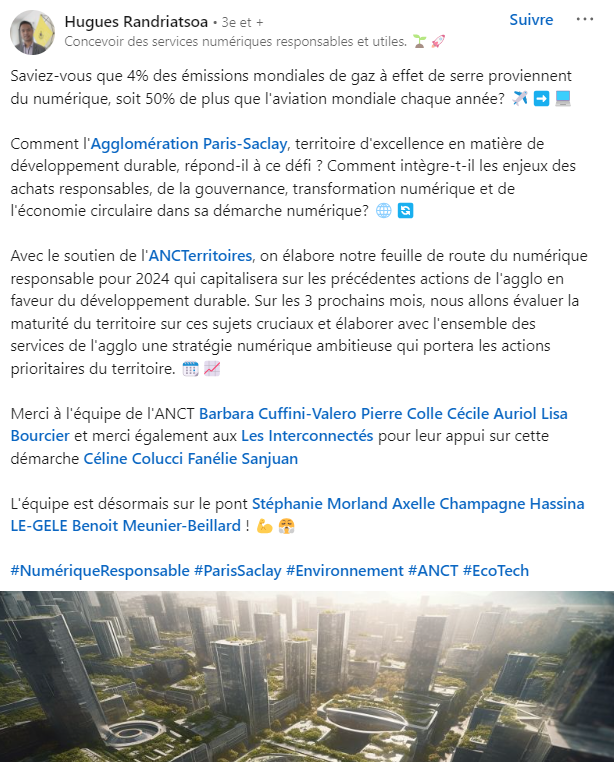 Hugues Randriatsoa • 3e et +
Suivre
Concevoir des services numériques responsables et utiles. 🌱 🚀
Saviez-vous que 4% des émissions mondiales de gaz à effet de serre proviennent
du numérique, soit 50% de plus que l'aviation mondiale chaque année? ✈️ ➡️ 💻
Comment l'Agglomération Paris-Saclay, territoire d'excellence en matière de
développement durable, répond-il à ce défi ? Comment intègre-t-il les enjeux des
achats responsables, de la gouvernance, transformation numérique et de
l'économie circulaire dans sa démarche numérique? 🌐 🔄
Avec le soutien de l'ANCTerritoires, on élabore notre feuille de route du numérique
responsable pour 2024 qui capitalisera sur les précédentes actions de l'agglo en
faveur du développement durable. Sur les 3 prochains mois, nous allons évaluer la
maturité du territoire sur ces sujets cruciaux et élaborer avec l'ensemble des
services de l'agglo une stratégie numérique ambitieuse qui portera les actions
prioritaires du territoire. 🗓️ 📈
Merci à l'équipe de l'ANCT Barbara Cuffini-Valero Pierre Colle Cécile Auriol Lisa
Bourcier et merci également aux Les Interconnectés pour leur appui sur cette
démarche Céline Colucci Fanélie Sanjuan
L'équipe est désormais sur le pont Stéphanie Morland Axelle Champagne Hassina
LE-GELE Benoit Meunier-Beillard ! 💪 😤
#NumériqueResponsable #ParisSaclay #Environnement #ANCT #EcoTech